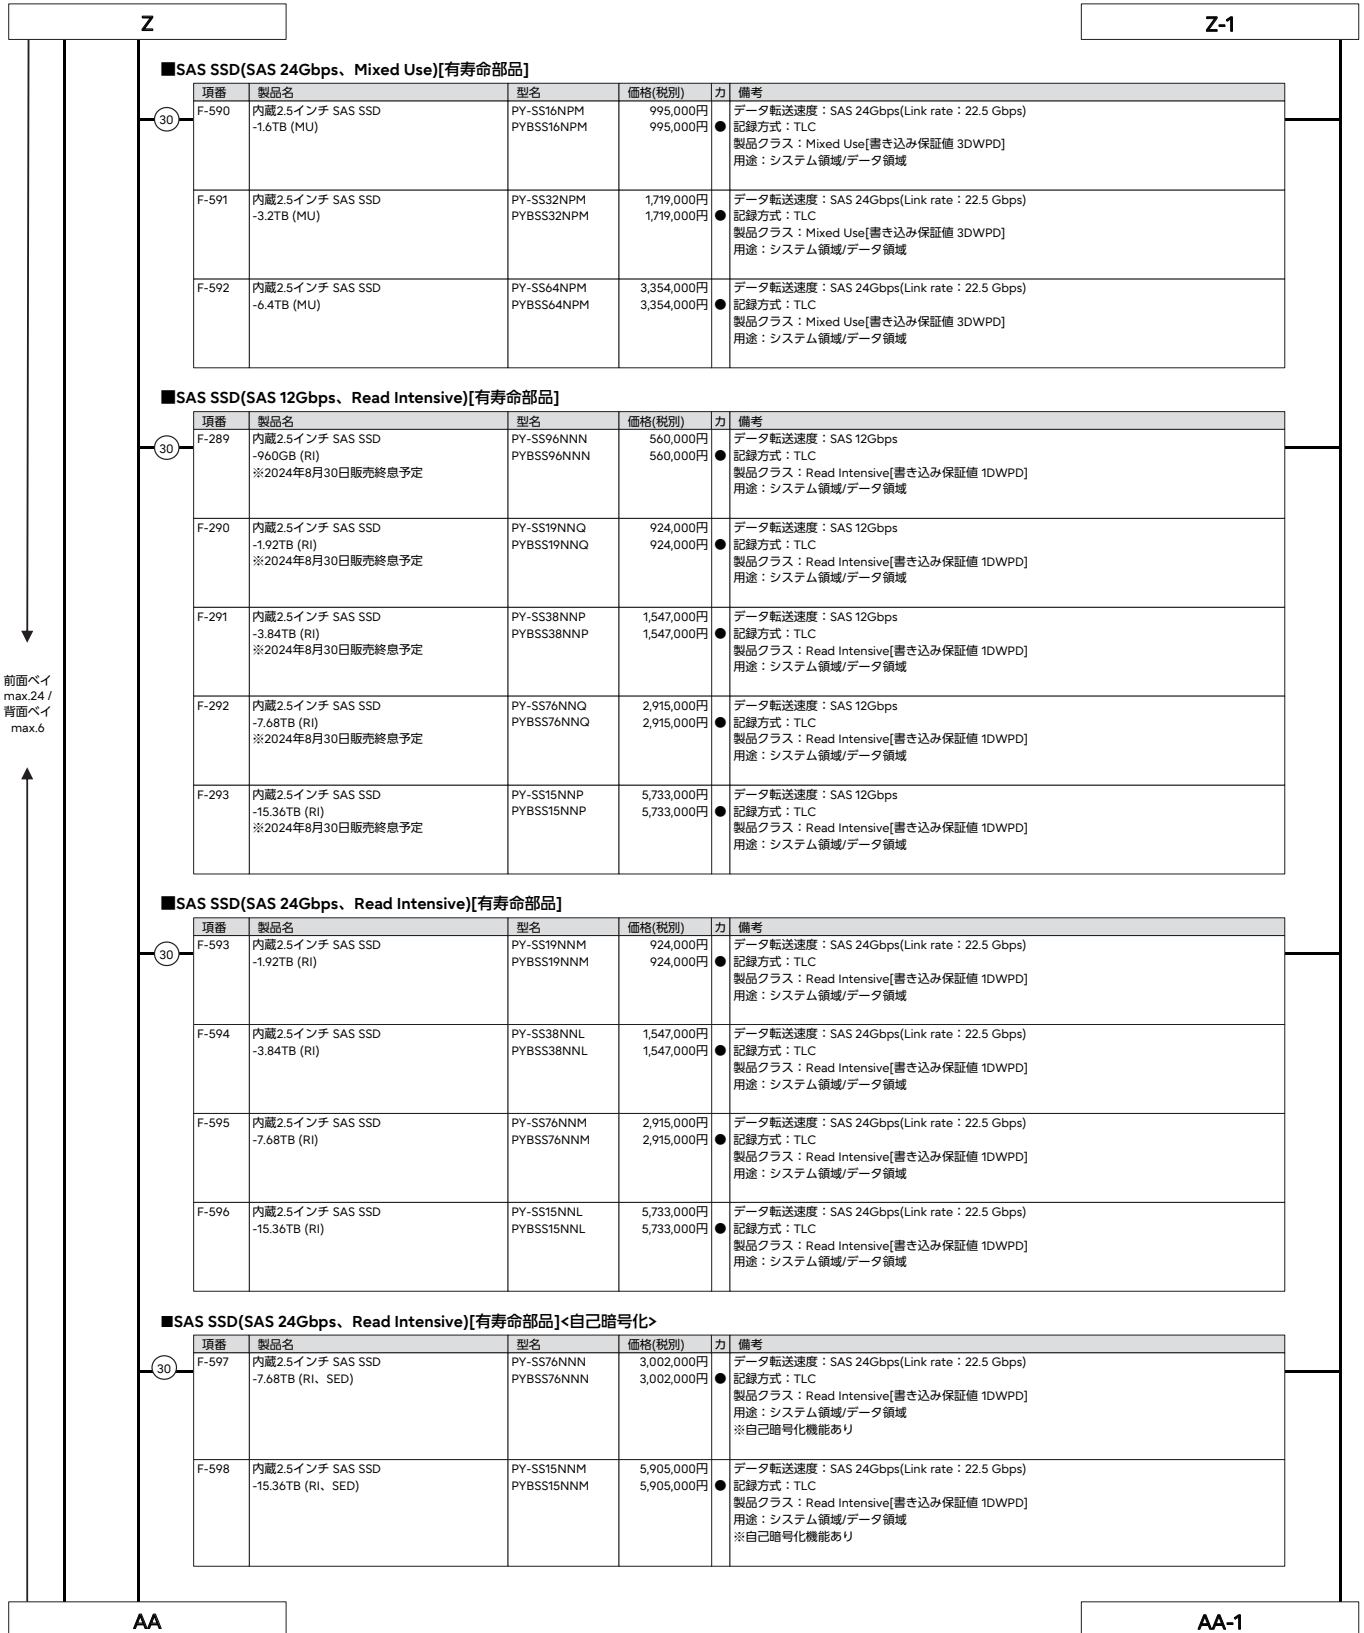 Z
Z-1
■SAS SSD(SAS 24Gbps、Mixed Use)[有寿命部品]
項番 製品名 型名 価格(税別) カ 備考
30
F-590 内蔵2.5インチ SAS SSD PY-SS16NPM 995,000円 データ転送速度：SAS 24Gbps(Link rate：22.5 Gbps)
-1.6TB (MU) PYBSS16NPM 995,000円 ● 記録方式：TLC
製品クラス：Mixed Use[書き込み保証値 3DWPD]
用途：システム領域/データ領域
F-591 内蔵2.5インチ SAS SSD PY-SS32NPM 1,719,000円 データ転送速度：SAS 24Gbps(Link rate：22.5 Gbps)
-3.2TB (MU) PYBSS32NPM 1,719,000円 ● 記録方式：TLC
製品クラス：Mixed Use[書き込み保証値 3DWPD]
用途：システム領域/データ領域
F-592 内蔵2.5インチ SAS SSD PY-SS64NPM 3,354,000円 データ転送速度：SAS 24Gbps(Link rate：22.5 Gbps)
-6.4TB (MU) PYBSS64NPM 3,354,000円 ● 記録方式：TLC
製品クラス：Mixed Use[書き込み保証値 3DWPD]
用途：システム領域/データ領域
■SAS SSD(SAS 12Gbps、Read Intensive)[有寿命部品]
項番 製品名 型名 価格(税別) カ 備考
30
F-289 内蔵2.5インチ SAS SSD PY-SS96NNN 560,000円 データ転送速度：SAS 12Gbps
-960GB (RI) PYBSS96NNN 560,000円 ● 記録方式：TLC
※2024年8月30日販売終息予定 製品クラス：Read Intensive[書き込み保証値 1DWPD]
用途：システム領域/データ領域
F-290 内蔵2.5インチ SAS SSD PY-SS19NNQ 924,000円 データ転送速度：SAS 12Gbps
-1.92TB (RI) PYBSS19NNQ 924,000円 ● 記録方式：TLC
※2024年8月30日販売終息予定 製品クラス：Read Intensive[書き込み保証値 1DWPD]
用途：システム領域/データ領域
F-291 内蔵2.5インチ SAS SSD PY-SS38NNP 1,547,000円 データ転送速度：SAS 12Gbps
-3.84TB (RI) PYBSS38NNP 1,547,000円 ● 記録方式：TLC
※2024年8月30日販売終息予定 製品クラス：Read Intensive[書き込み保証値 1DWPD]
用途：システム領域/データ領域
前面ベイ
max.24 /
背面ベイ
max.6
F-292 内蔵2.5インチ SAS SSD PY-SS76NNQ 2,915,000円 データ転送速度：SAS 12Gbps
-7.68TB (RI) PYBSS76NNQ 2,915,000円 ● 記録方式：TLC
※2024年8月30日販売終息予定 製品クラス：Read Intensive[書き込み保証値 1DWPD]
用途：システム領域/データ領域
F-293 内蔵2.5インチ SAS SSD PY-SS15NNP 5,733,000円 データ転送速度：SAS 12Gbps
-15.36TB (RI) PYBSS15NNP 5,733,000円 ● 記録方式：TLC
※2024年8月30日販売終息予定 製品クラス：Read Intensive[書き込み保証値 1DWPD]
用途：システム領域/データ領域
■SAS SSD(SAS 24Gbps、Read Intensive)[有寿命部品]
項番 製品名 型名 価格(税別) カ 備考
30
F-593 内蔵2.5インチ SAS SSD PY-SS19NNM 924,000円 データ転送速度：SAS 24Gbps(Link rate：22.5 Gbps)
-1.92TB (RI) PYBSS19NNM 924,000円 ● 記録方式：TLC
製品クラス：Read Intensive[書き込み保証値 1DWPD]
用途：システム領域/データ領域
F-594 内蔵2.5インチ SAS SSD PY-SS38NNL 1,547,000円 データ転送速度：SAS 24Gbps(Link rate：22.5 Gbps)
-3.84TB (RI) PYBSS38NNL 1,547,000円 ● 記録方式：TLC
製品クラス：Read Intensive[書き込み保証値 1DWPD]
用途：システム領域/データ領域
F-595 内蔵2.5インチ SAS SSD PY-SS76NNM 2,915,000円 データ転送速度：SAS 24Gbps(Link rate：22.5 Gbps)
-7.68TB (RI) PYBSS76NNM 2,915,000円 ● 記録方式：TLC
製品クラス：Read Intensive[書き込み保証値 1DWPD]
用途：システム領域/データ領域
F-596 内蔵2.5インチ SAS SSD PY-SS15NNL 5,733,000円 データ転送速度：SAS 24Gbps(Link rate：22.5 Gbps)
-15.36TB (RI) PYBSS15NNL 5,733,000円 ● 記録方式：TLC
製品クラス：Read Intensive[書き込み保証値 1DWPD]
用途：システム領域/データ領域
■SAS SSD(SAS 24Gbps、Read Intensive)[有寿命部品]<自己暗号化>
項番 製品名 型名 価格(税別) カ 備考
30
F-597 内蔵2.5インチ SAS SSD PY-SS76NNN 3,002,000円 データ転送速度：SAS 24Gbps(Link rate：22.5 Gbps)
-7.68TB (RI、SED) PYBSS76NNN 3,002,000円 ● 記録方式：TLC
製品クラス：Read Intensive[書き込み保証値 1DWPD]
用途：システム領域/データ領域
※自己暗号化機能あり
F-598 内蔵2.5インチ SAS SSD PY-SS15NNM 5,905,000円 データ転送速度：SAS 24Gbps(Link rate：22.5 Gbps)
-15.36TB (RI、SED) PYBSS15NNM 5,905,000円 ● 記録方式：TLC
製品クラス：Read Intensive[書き込み保証値 1DWPD]
用途：システム領域/データ領域
※自己暗号化機能あり
AA
AA-1